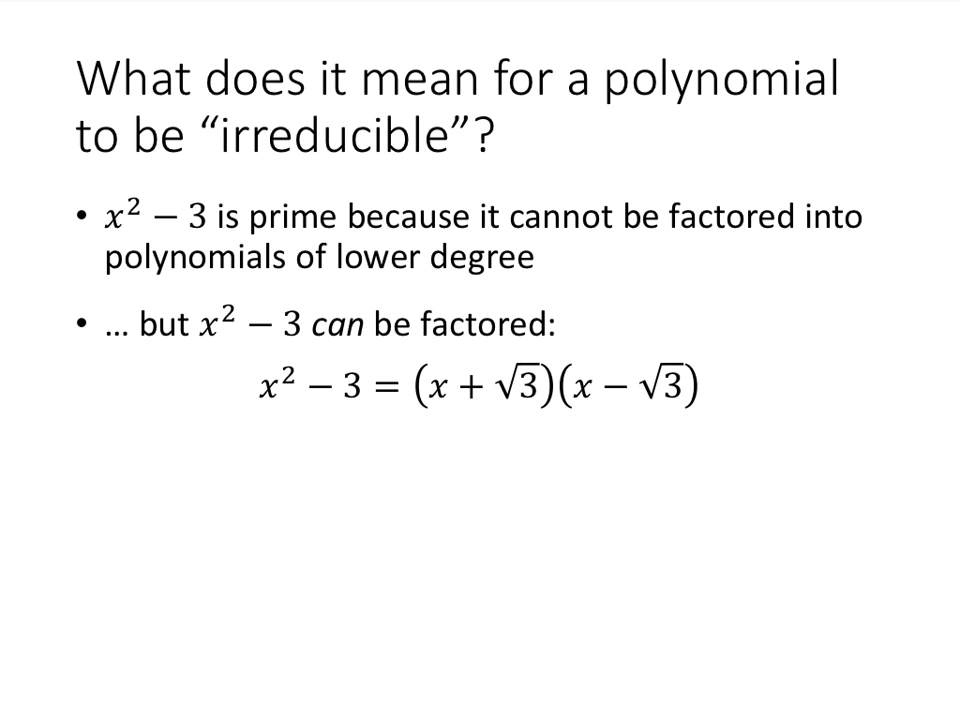 What does it mean for a polynomial
to be “irreducible”?
• x² − 3 is prime because it cannot be factored into
polynomials of lower degree
• … but x² − 3 can be factored:
x² − 3 = (x + √3)(x − √3)